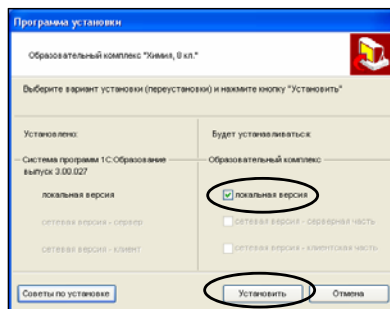 Программа установки
Образовательный комплекс "Химия, 8 кл."
Выберите вариант установки (переустановки) и нажмите кнопку "Установить"
Установлено:
Будет устанавливаться:
Система программ 1С:Образование
выпуск 3.00.027
Образовательный комплекс
локальная версия
локальная версия
сетевая версия - сервер
сетевая версия - серверная часть
сетевая версия - клиент
сетевая версия - клиентская часть
Советы по установке
Установить
Отмена